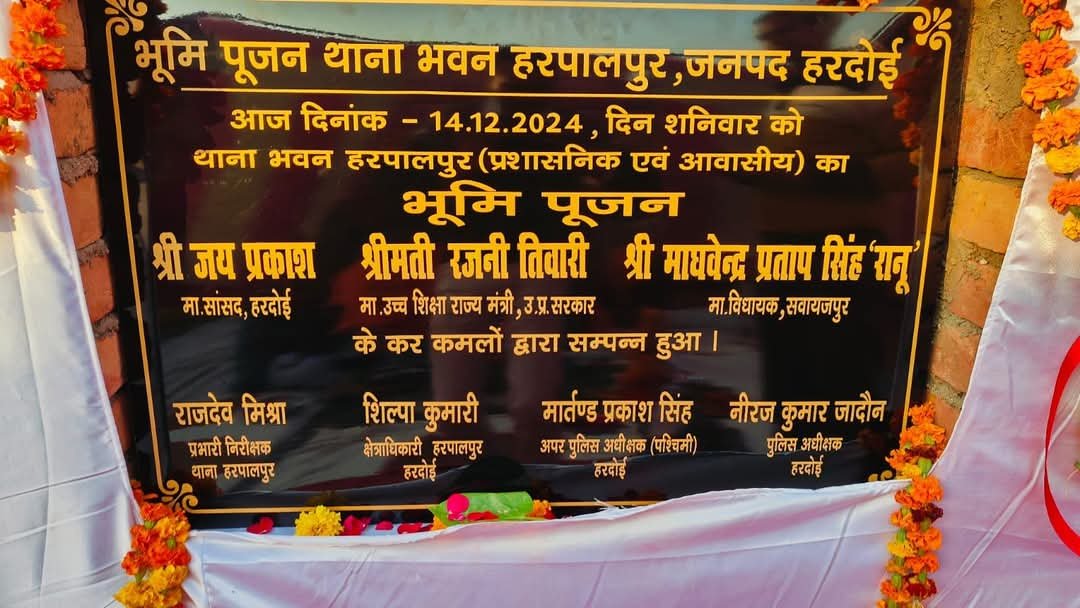 भूमि पूजन थाना भवन हरपालपुर,जनपद हरदोई
आज दिनांक – 14.12.2024, दिन शनिवार को
थाना भवन हरपालपुर(प्रशासनिक एवं आवासीय) का
भूमि पूजन
श्री जय प्रकाश श्रीमती रजनी तिवारी श्री माधवेन्द्र प्रताप सिंह 'रानू'
मा.सांसद,हरदोई मा.उच्च शिक्षा राज्य मंत्री,उ.प्र.सरकार मा.विधायक,सवायजपुर
के कर कमलों द्वारा सम्पन्न हुआ।
राजदेव मिश्रा शिल्पा कुमारी मार्तण्ड प्रकाश सिंह नीरज कुमार जादौन
प्रभारी निरीक्षक क्षेत्राधिकारी हरपालपुर अपर पुलिस अधीक्षक (पश्चिमी) पुलिस अधीक्षक
थाना हरपालपुर हरदोई हरदोई हरदोई